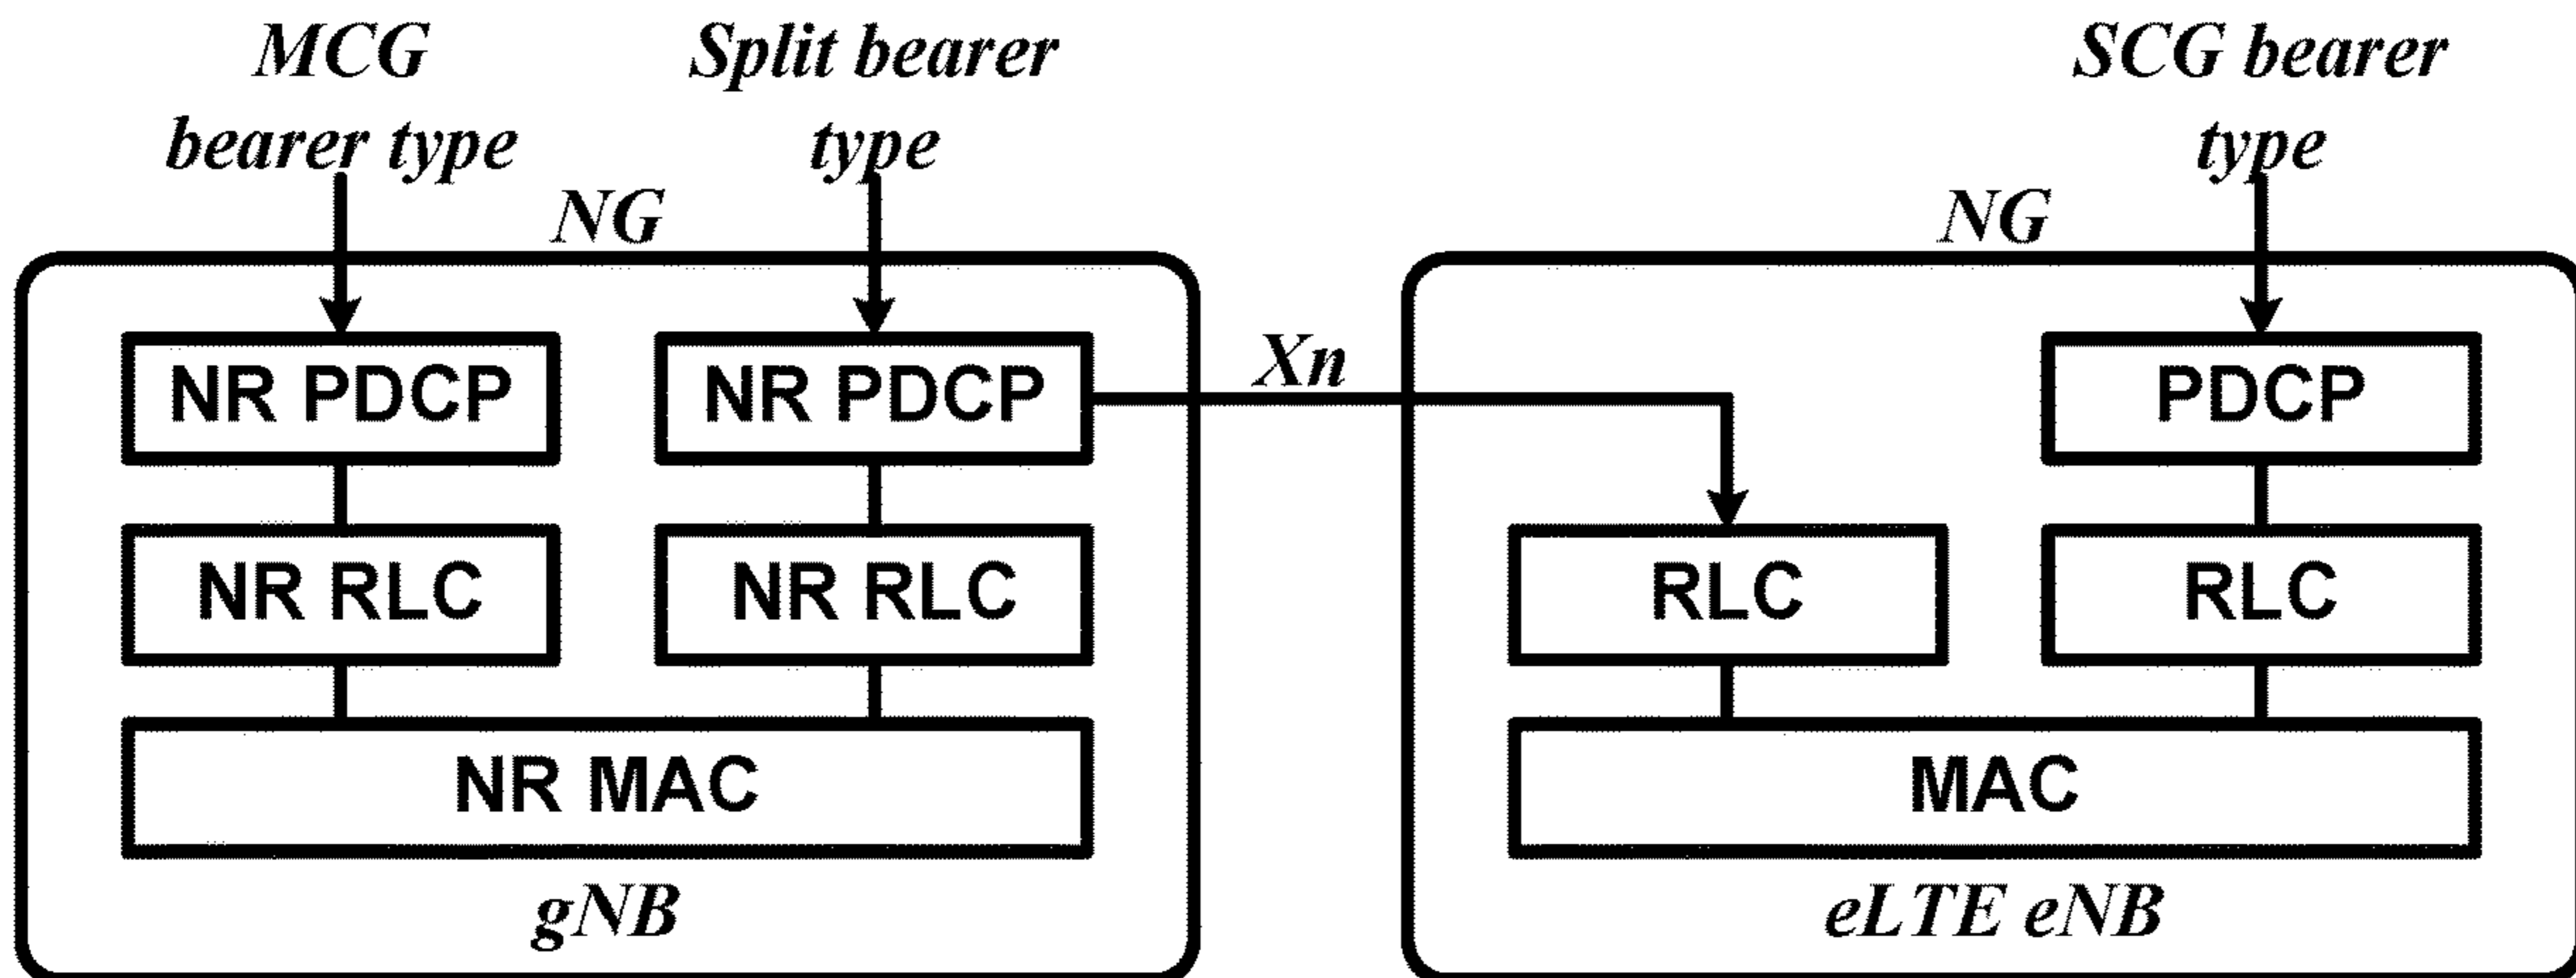 MCG
bearer type
Split bearer
type
SCG bearer
type
NG
NG
NR PDCP
NR PDCP
Xn
PDCP
NR RLC
NR RLC
RLC
RLC
NR MAC
MAC
gNB
eLTE eNB